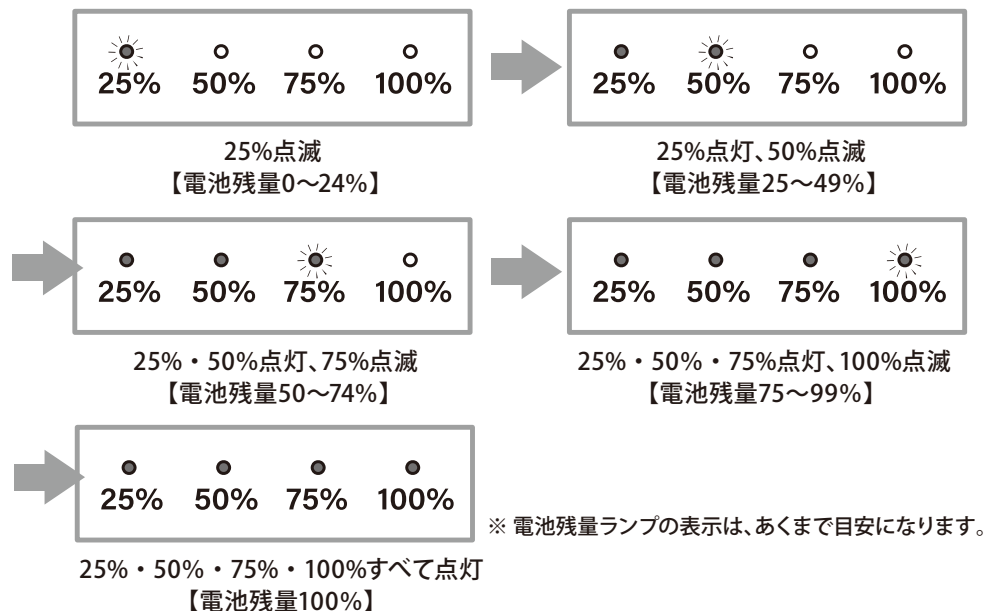 25% 50% 75% 100%
25%点滅
【電池残量0～24%】
25% 50% 75% 100%
25%点灯、50%点滅
【電池残量25～49%】
25% 50% 75% 100%
25%・50%点灯、75%点滅
【電池残量50～74%】
25% 50% 75% 100%
25%・50%・75%点灯、100%点滅
【電池残量75～99%】
25% 50% 75% 100%
25%・50%・75%・100%すべて点灯
【電池残量100%】
※ 電池残量ランプの表示は、あくまで目安になります。